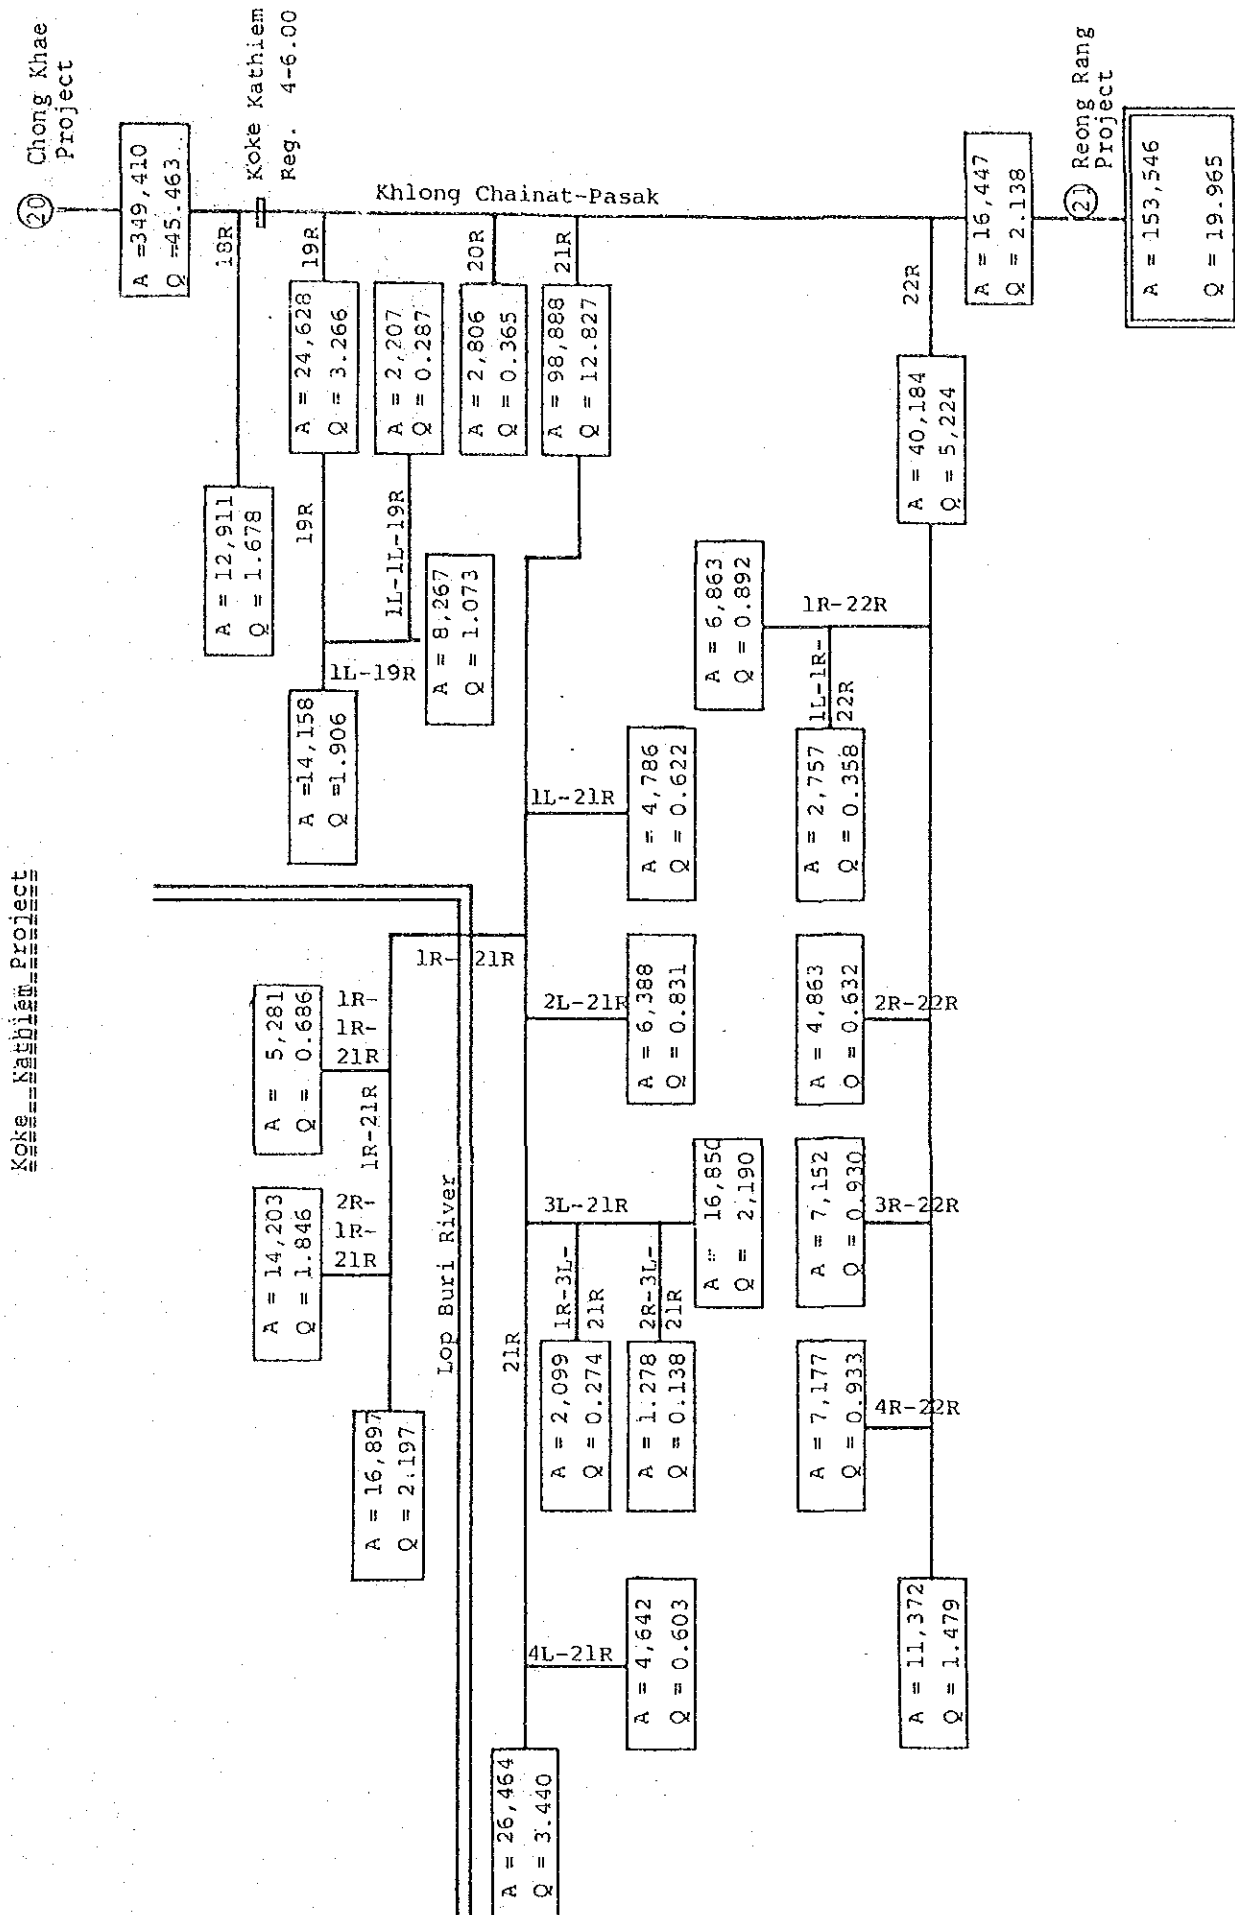 Koke Kathiem Project
20 Chong Khae
Project
A =349,410
Q =45.463
Koke Kathiem
Reg. 4-6.00
18R
A = 12,911
Q = 1.678
Khlong Chainat-Pasak
19R
A = 24,628
Q = 3.266
19R
A =14,158
Q =1.906
1L-19R
A = 8,267
Q = 1.073
1L-1L-19R
A = 2,207
Q = 0.287
20R
A = 2,806
Q = 0.365
21R
A = 98,888
Q = 12.827
1L-21R
A = 4,786
Q = 0.622
1R-21R
1R-
1R-
21R
A = 5,281
Q = 0.686
1R-21R
2R-
1R-
21R
A = 14,203
Q = 1.846
A = 16,897
Q = 2.197
Lop Buri River
2L-21R
A = 6,388
Q = 0.831
3L-21R
A = 16,850
Q = 2,190
1R-3L-
21R
A = 2,099
Q = 0.274
2R-3L-
21R
A = 1.278
Q = 0.138
21R
4L-21R
A = 4,642
Q = 0.603
A = 26,464
Q = 3.440
22R
A = 40,184
Q = 5,224
1R-22R
A = 6,863
Q = 0.892
1L-1R-
22R
A = 2,757
Q = 0.358
2R-22R
A = 4,863
Q = 0.632
3R-22R
A = 7,152
Q = 0.930
4R-22R
A = 7,177
Q = 0.933
A = 11,372
Q = 1.479
A = 16,447
Q = 2.138
21 Reong Rang
Project
A = 153,546
Q = 19.965